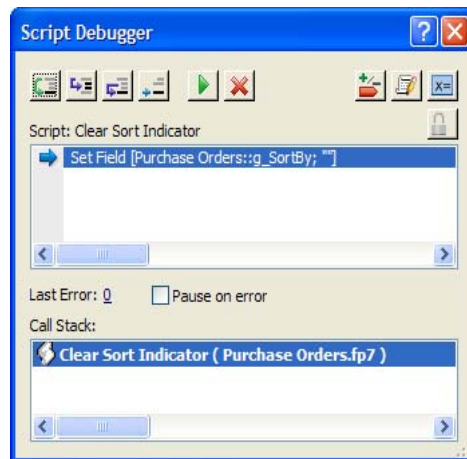 Script Debugger
?
X=
Script: Clear Sort Indicator
Set Field [Purchase Orders::g_SortBy; ""]
Last Error: 0 Pause on error
Call Stack:
Clear Sort Indicator ( Purchase Orders.fp7 )